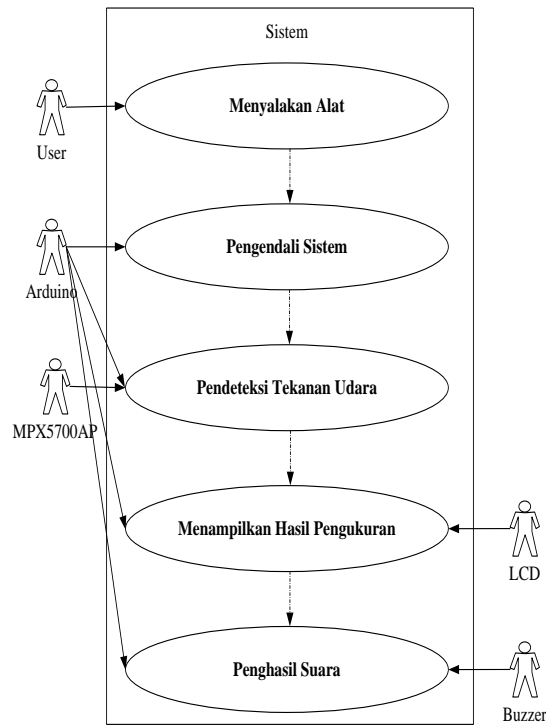 Sistem
Menyalakan Alat
User
Pengendali Sistem
Arduino
Pendeteksi Tekanan Udara
MPX5700AP
Menampilkan Hasil Pengukuran
LCD
Penghasil Suara
Buzzer